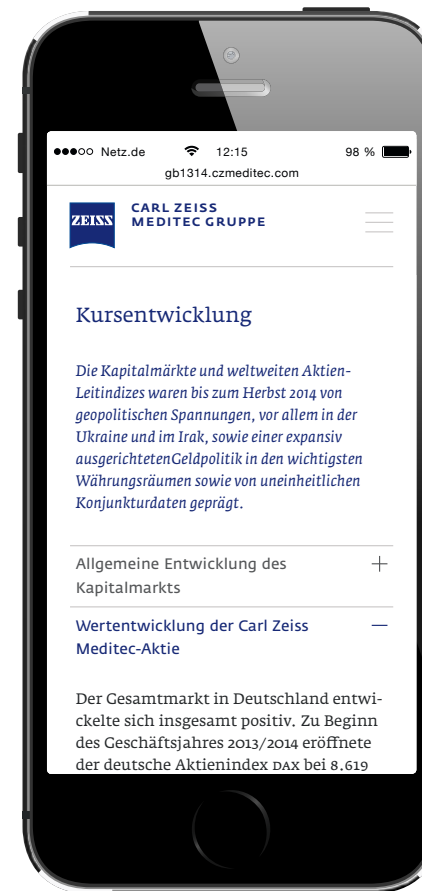 Netz.de 12:15 98 %
gb1314.czmeditec.com
ZEISS
CARL ZEISS
MEDITEC GRUPPE
Kursentwicklung
Die Kapitalmärkte und weltweiten Aktien-
Leitindizes waren bis zum Herbst 2014 von
geopolitischen Spannungen, vor allem in der
Ukraine und im Irak, sowie einer expansiv
ausgerichtetenGeldpolitik in den wichtigsten
Währungsräumen sowie von uneinheitlichen
Konjunkturdaten geprägt.
Allgemeine Entwicklung des
Kapitalmarkts
Wertentwicklung der Carl Zeiss
Meditec-Aktie
Der Gesamtmarkt in Deutschland entwi-
ckelte sich insgesamt positiv. Zu Beginn
des Geschäftsjahres 2013/2014 eröffnete
der deutsche Aktienindex DAX bei 8.619